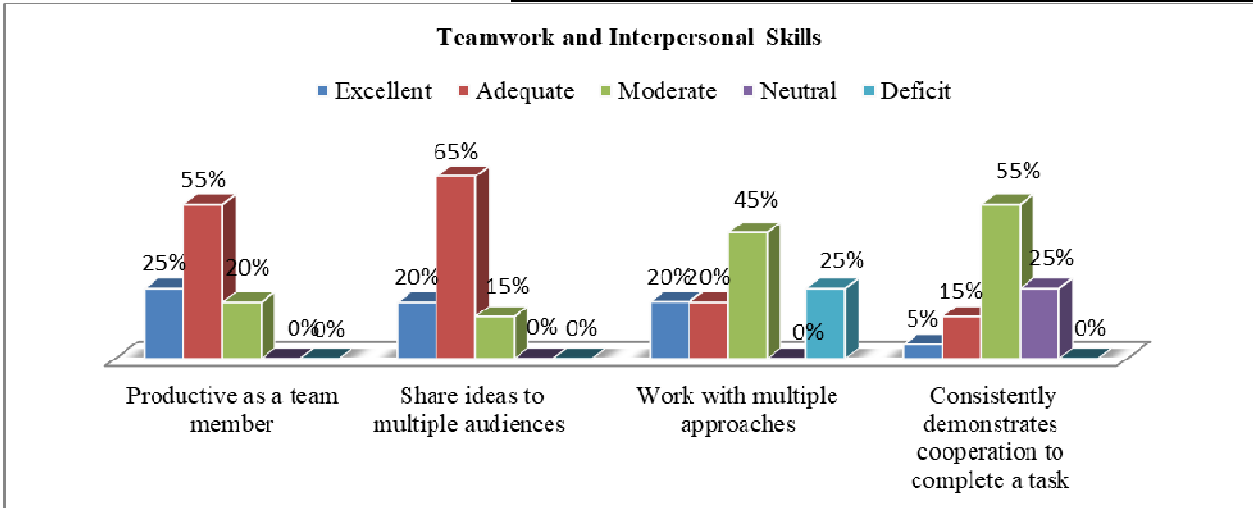 Teamwork and Interpersonal Skills
Excellent Adequate Moderate Neutral Deficit
25% 55% 20% 0% 0%
20% 65% 15% 0% 0%
20% 20% 45% 0% 25%
5% 15% 55% 25% 0%
Productive as a team
member
Share ideas to
multiple audiences
Work with multiple
approaches
Consistently
demonstrates
cooperation to
complete a task